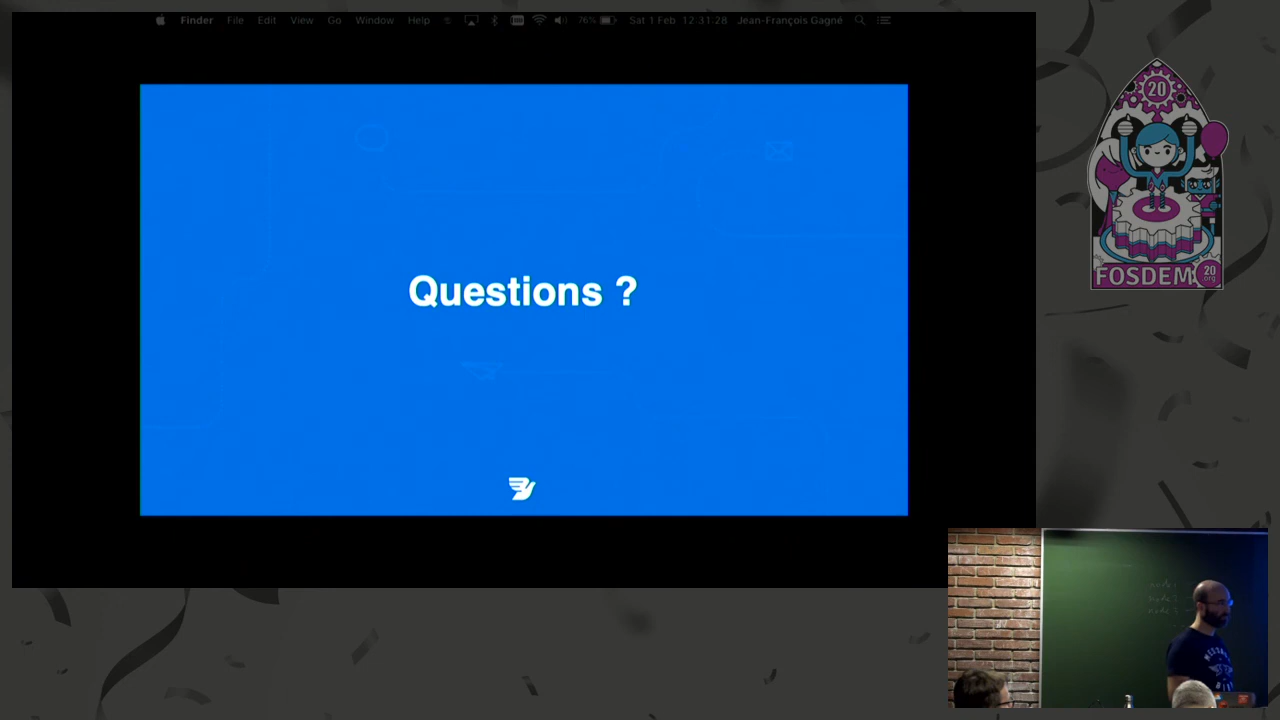 Finder File Edit View Go Window Help 76% Sat 1 Feb 12:31:28 Jean-François Gagné
Questions ?
20
FOSDEM 20
.org